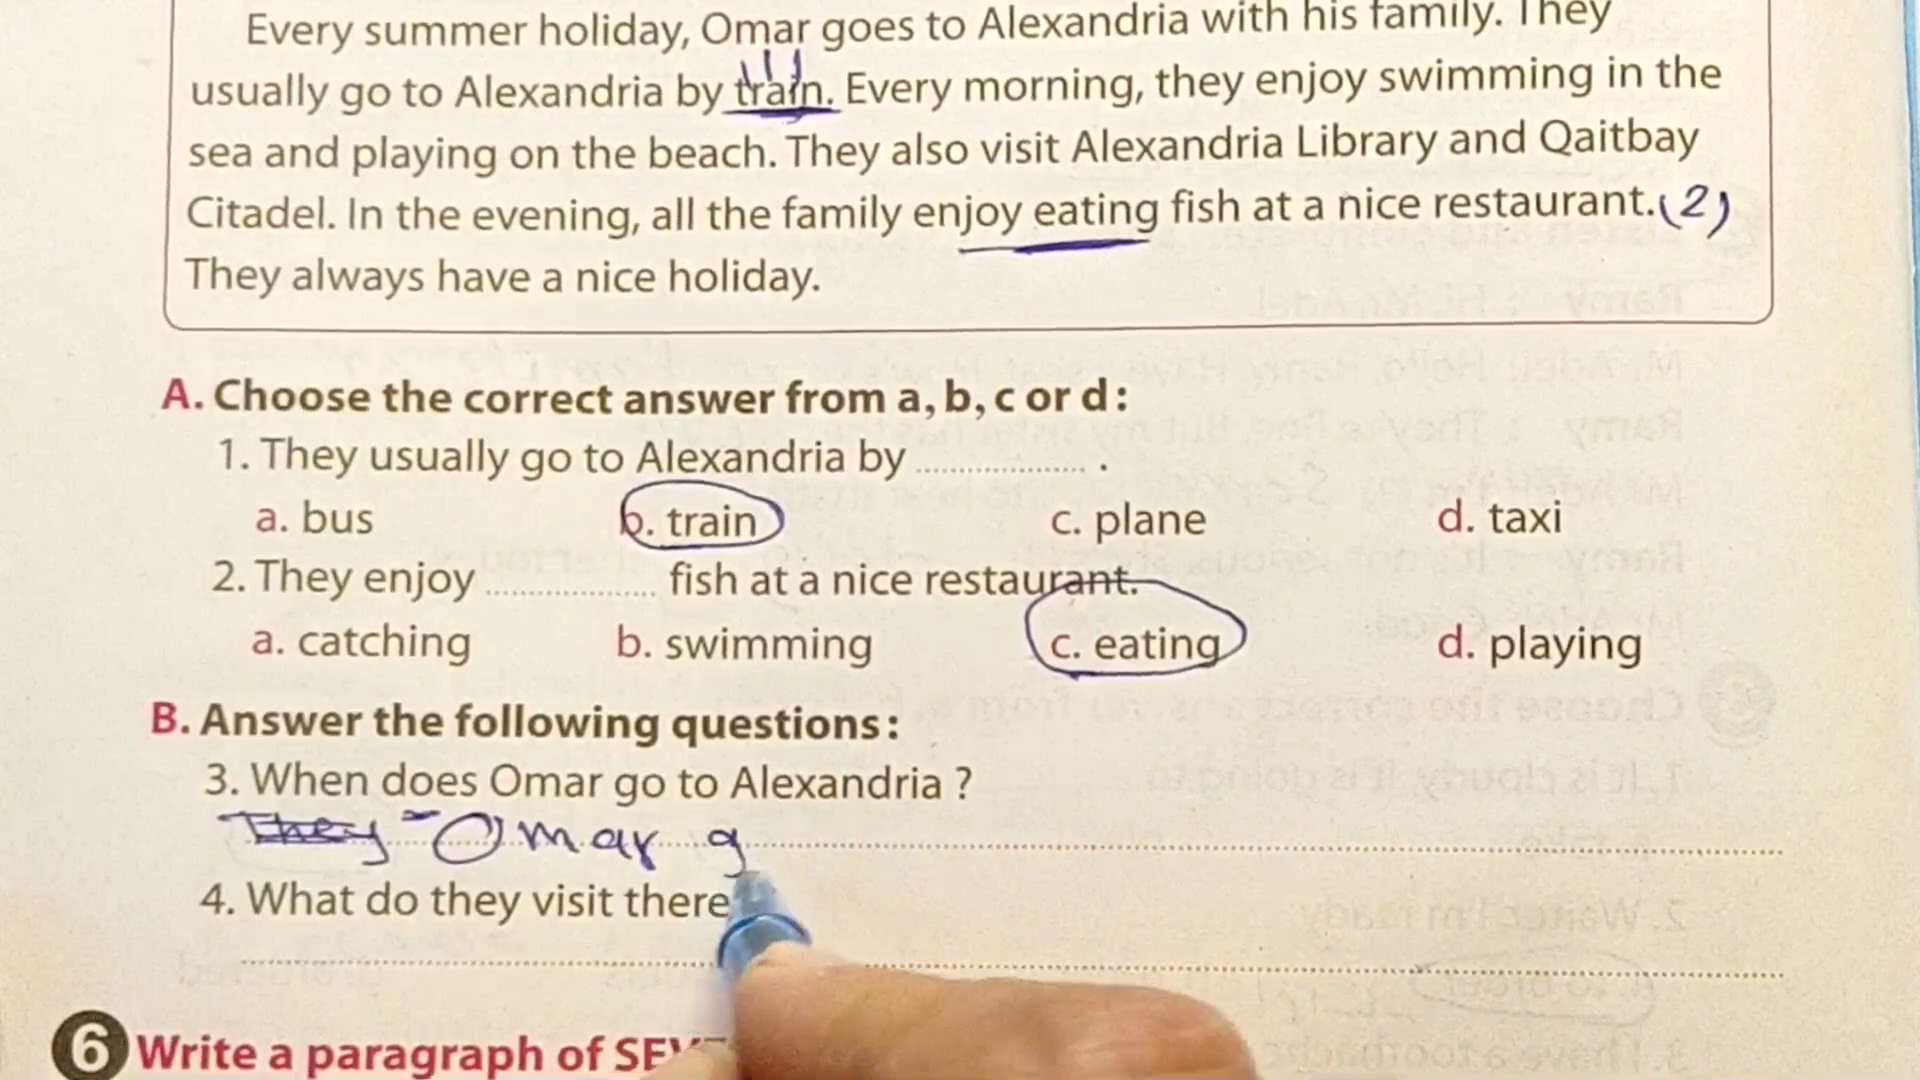 Every summer holiday, Omar goes to Alexandria with his family. They
usually go to Alexandria by train. Every morning, they enjoy swimming in the
sea and playing on the beach. They also visit Alexandria Library and Qaitbay
Citadel. In the evening, all the family enjoy eating fish at a nice restaurant. (2)
They always have a nice holiday.
A. Choose the correct answer from a, b, c or d:
1. They usually go to Alexandria by .................. .
a. bus b. train c. plane d. taxi
2. They enjoy .................. fish at a nice restaurant.
a. catching b. swimming c. eating d. playing
B. Answer the following questions:
3. When does Omar go to Alexandria ?
They - Omar g
4. What do they visit there
6 Write a paragraph of